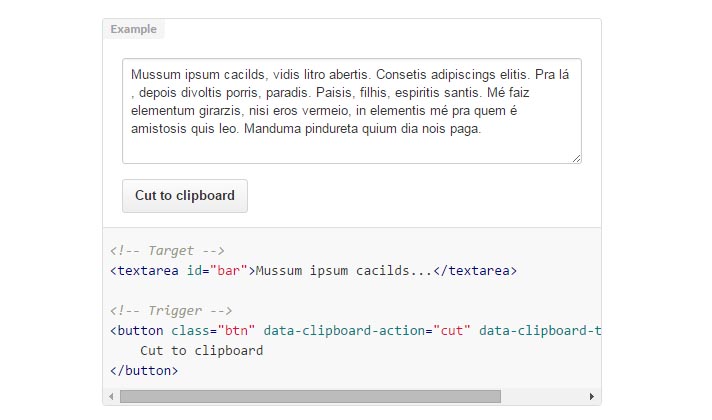 Example
Mussum ipsum cacilds, vidis litro abertis. Consetis adipiscings elitis. Pra lá
, depois divoltis porris, paradis. Paisis, filhis, espiritis santis. Mé faiz
elementum girarzis, nisi eros vermeio, in elementis mé pra quem é
amistosis quis leo. Manduma pindureta quium dia nois paga.
Cut to clipboard
<!-- Target -->
<textarea id="bar">Mussum ipsum cacilds...</textarea>
<!-- Trigger -->
<button class="btn" data-clipboard-action="cut" data-clipboard-t
Cut to clipboard
</button>